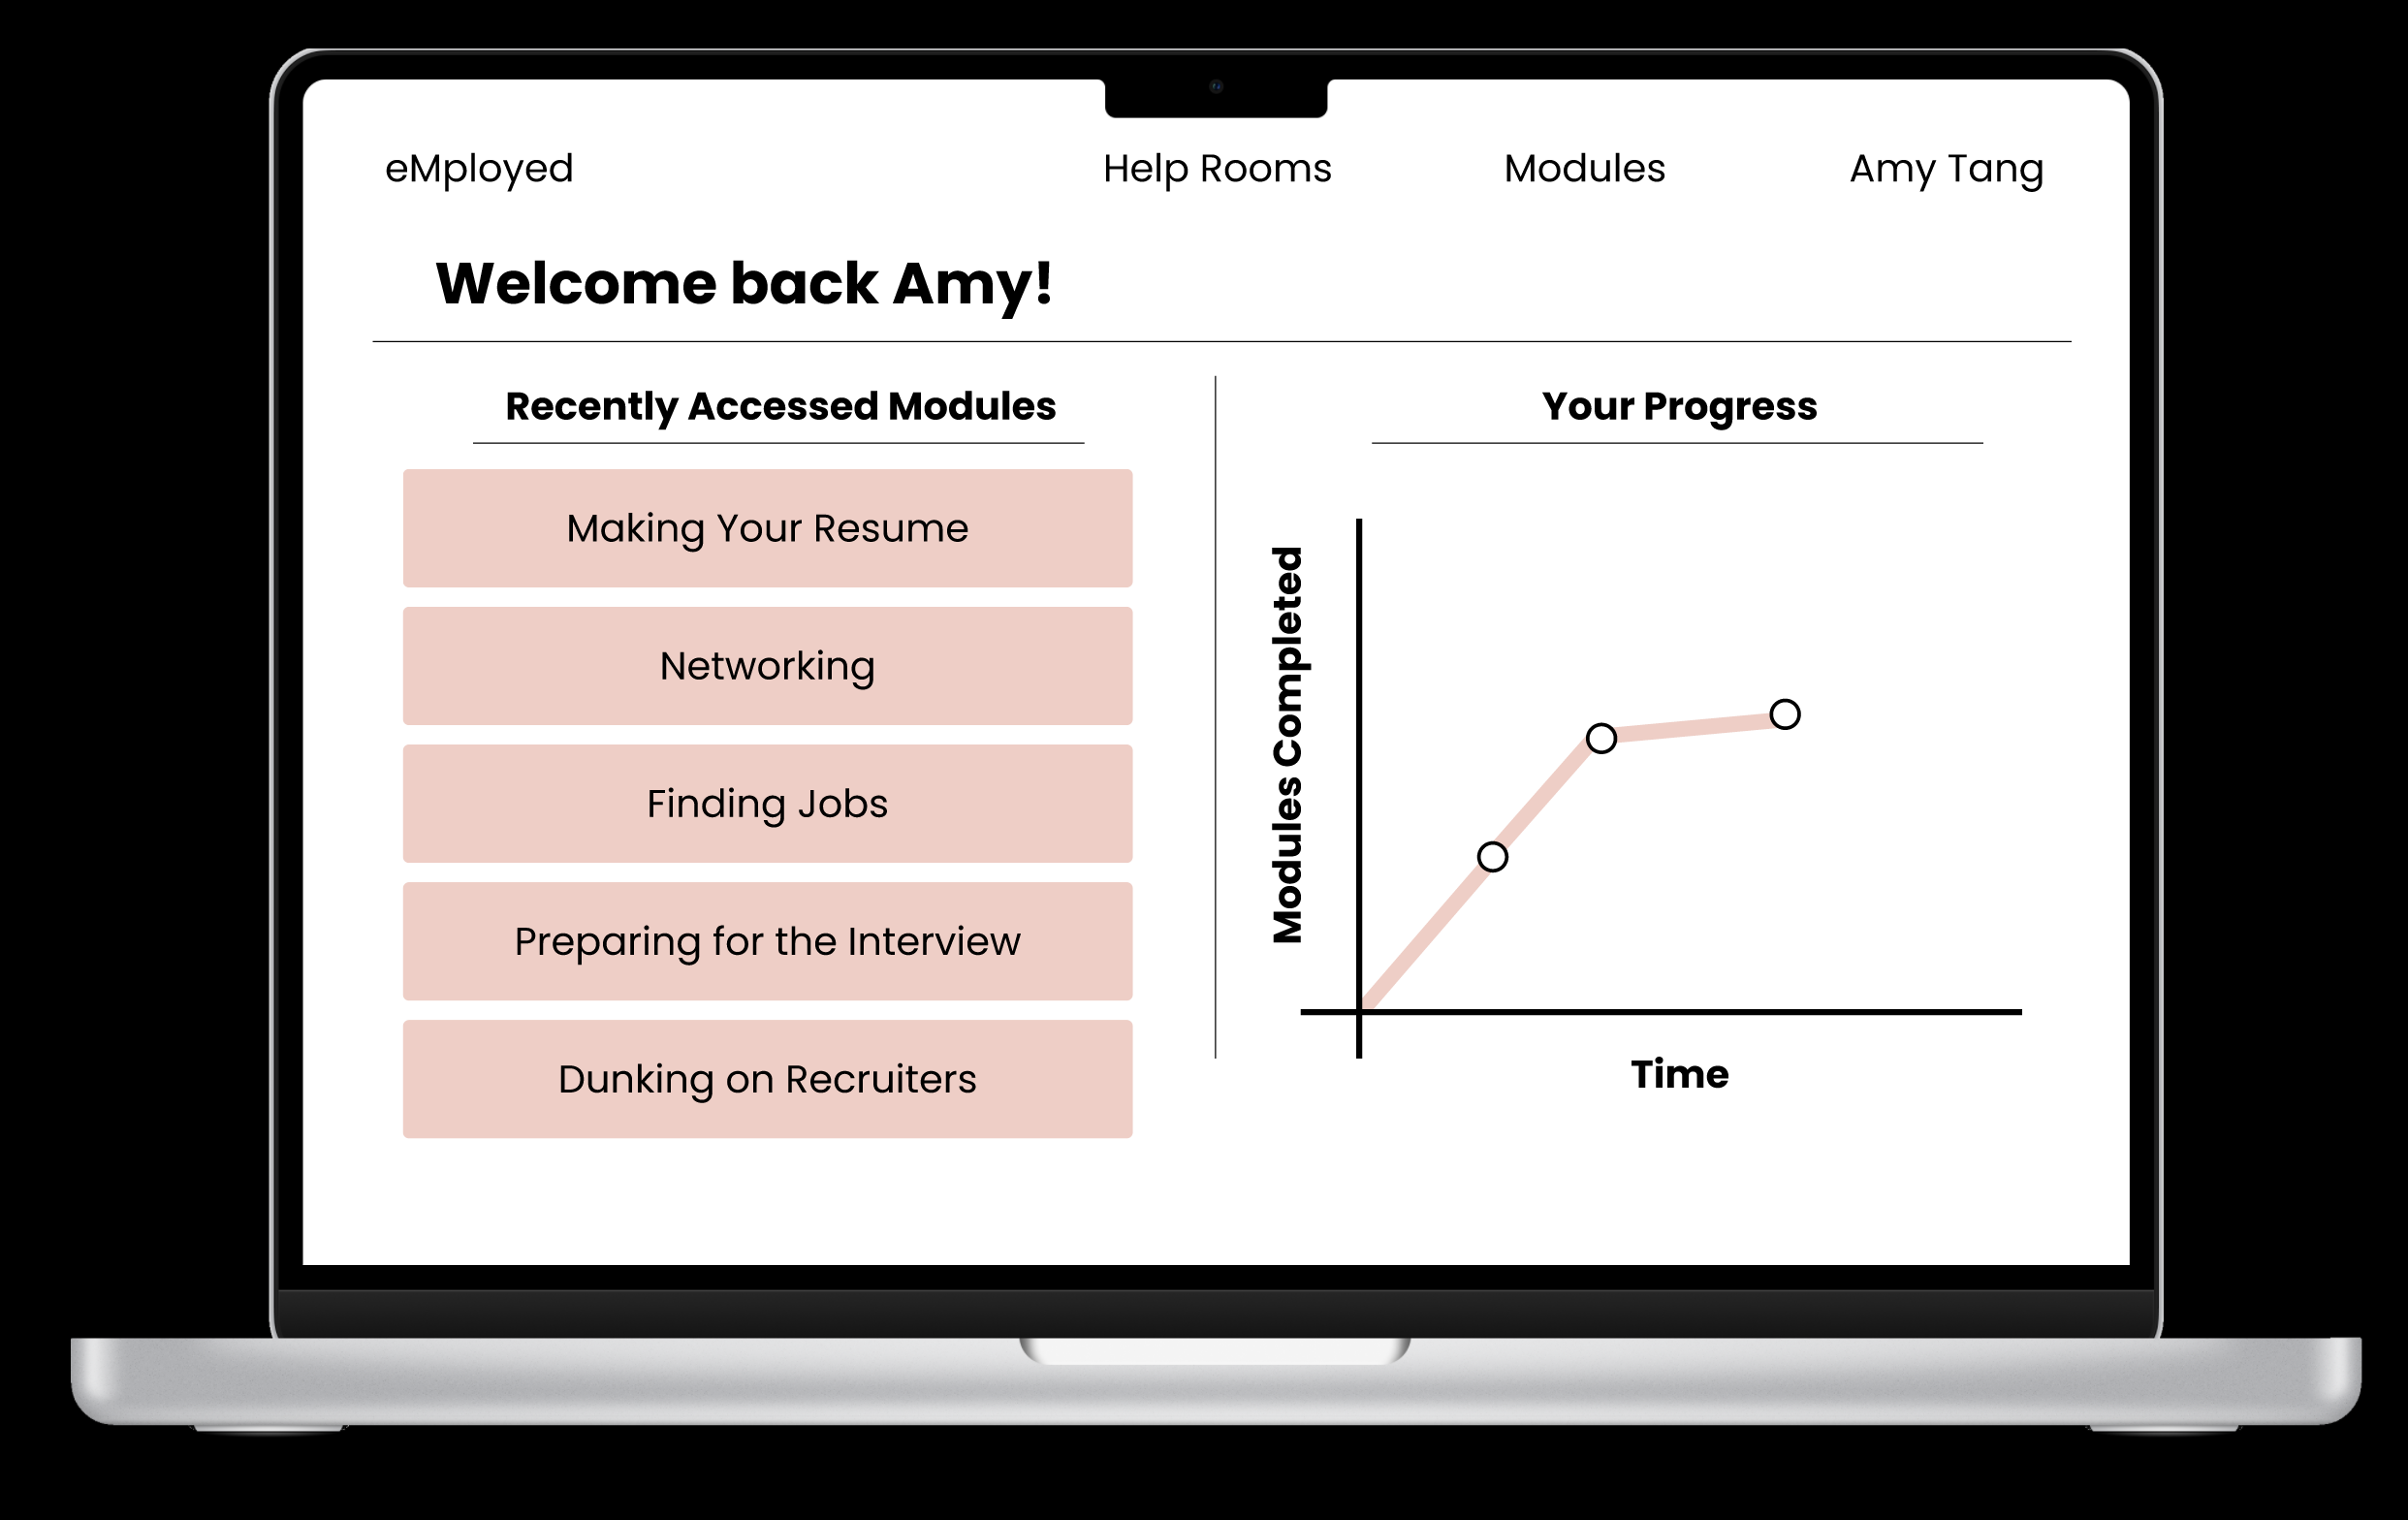 eMployed
Help Rooms
Modules
Amy Tang
Welcome back Amy!
Recently Accessed Modules
Making Your Resume
Networking
Finding Jobs
Preparing for the Interview
Dunking on Recruiters
Your Progress
Modules Completed
Time